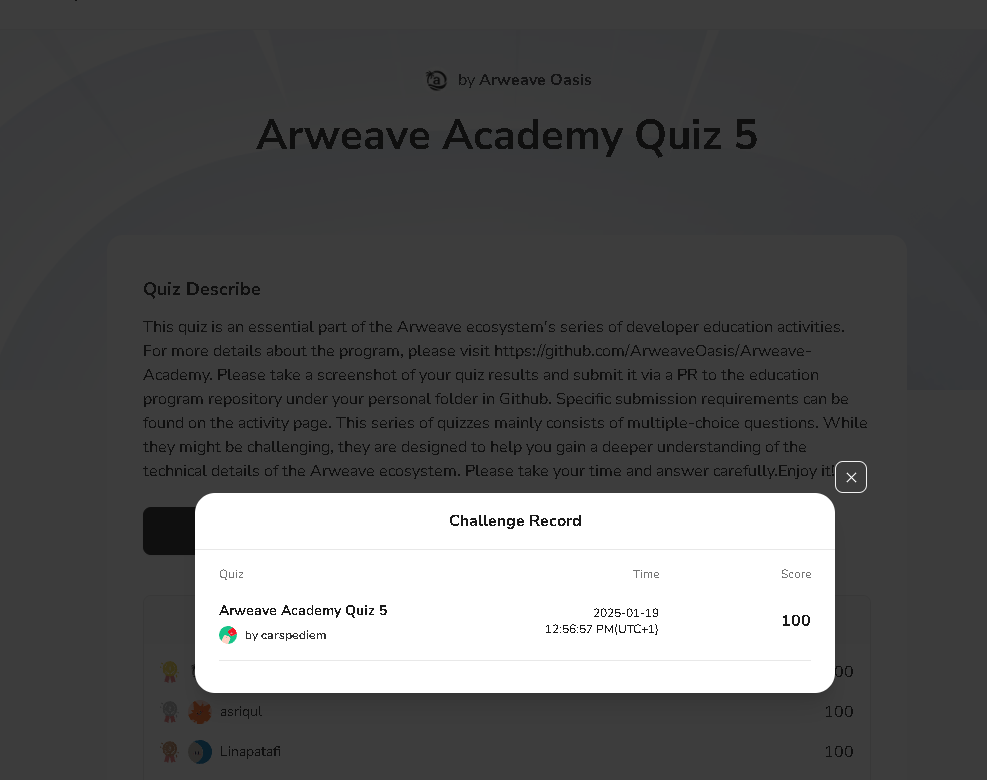 by Arweave Oasis
Arweave Academy Quiz 5
Quiz Describe
This quiz is an essential part of the Arweave ecosystem's series of developer education activities.
For more details about the program, please visit https://github.com/ArweaveOasis/Arweave-
Academy. Please take a screenshot of your quiz results and submit it via a PR to the education
program repository under your personal folder in Github. Specific submission requirements can be
found on the activity page. This series of quizzes mainly consists of multiple-choice questions. While
they might be challenging, they are designed to help you gain a deeper understanding of the
technical details of the Arweave ecosystem. Please take your time and answer carefully.Enjoy it!
Challenge Record
Quiz Time Score
Arweave Academy Quiz 5
by carspediem
2025-01-19
12:56:57 PM(UTC+1)
100
00
asriqul 100
Linapatafi 100